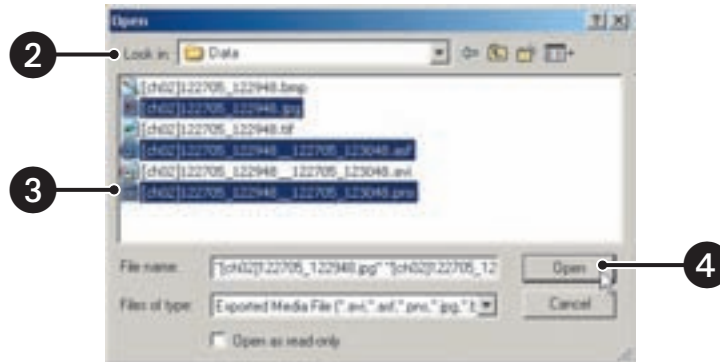 Open
2
Look in: Data
[ch02]122705_122948.bmp
[ch02]122705_122948.jpg
[ch02]122705_122948.tif
[ch02]122705_122948__122705_123048.asf
[ch02]122705_122948__122705_123048.avi
3
[ch02]122705_122948__122705_123048.pns
File name: "[ch02]122705_122948.jpg" "[ch02]122705_12
Open
4
Files of type: Exported Media File (*.avi,*.asf,*.pns,*.jpg,*.t
Cancel
Open as read-only